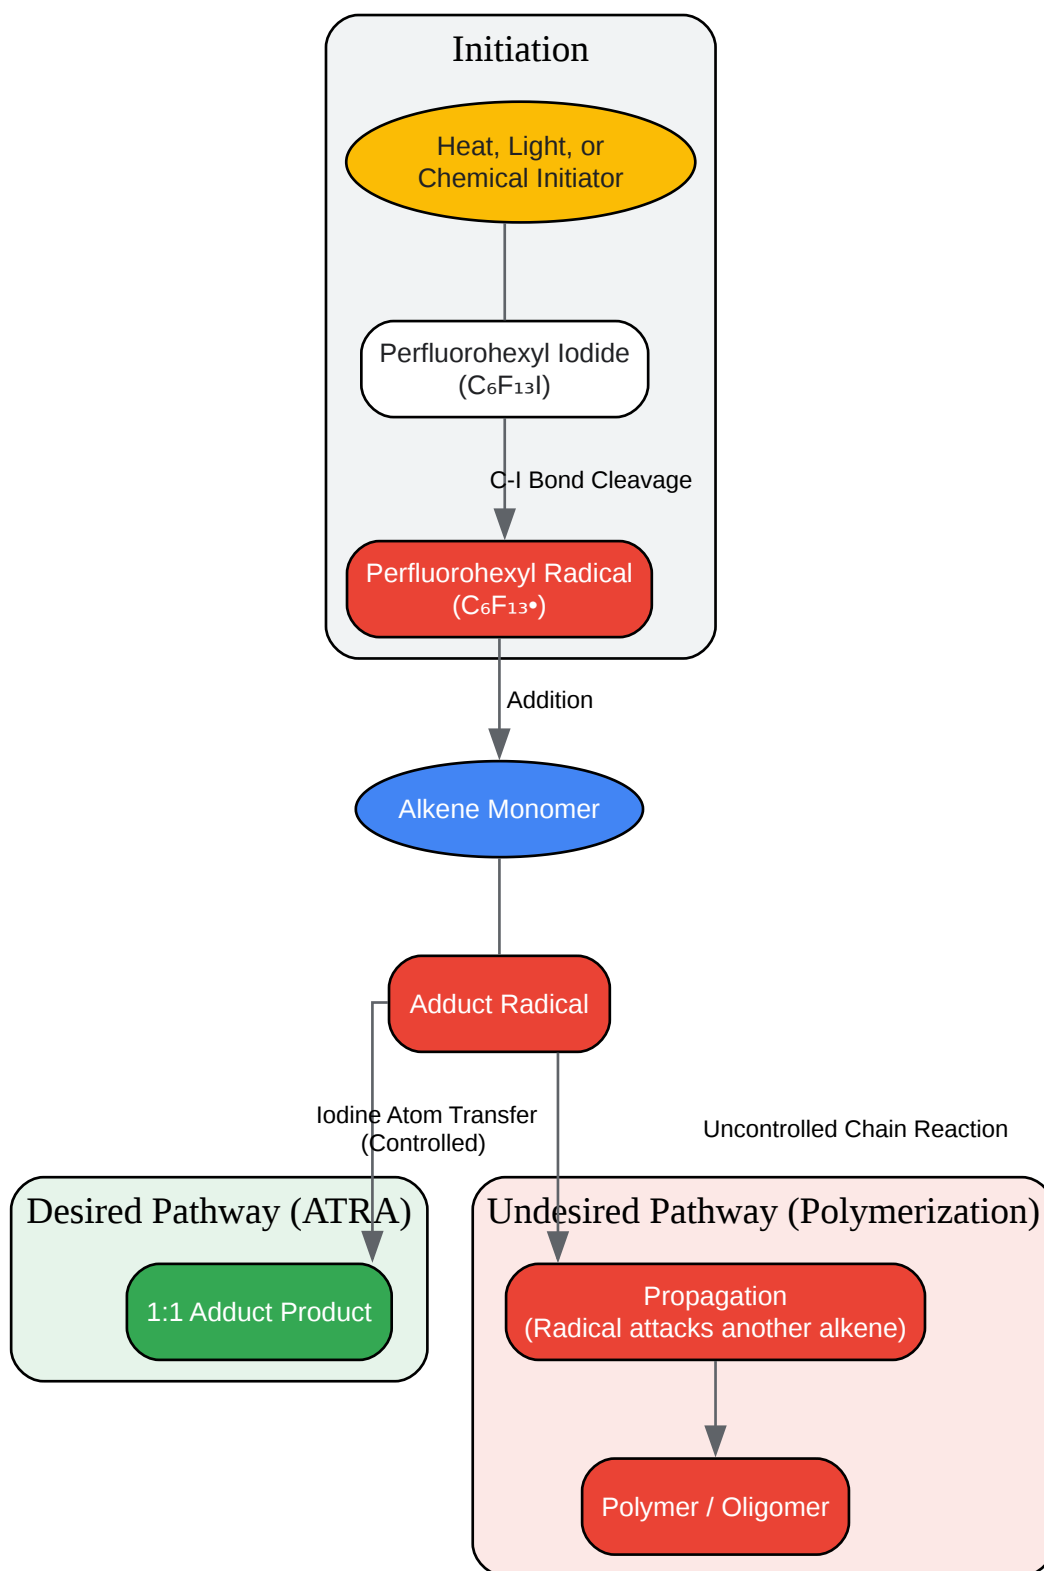 Initiation
Heat, Light, or
Chemical Initiator
Perfluorohexyl Iodide
(C₆F₁₃I)
C-I Bond Cleavage
Perfluorohexyl Radical
(C₆F₁₃•)
Addition
Alkene Monomer
Adduct Radical
Iodine Atom Transfer
(Controlled)
Uncontrolled Chain Reaction
Desired Pathway (ATRA)
1:1 Adduct Product
Undesired Pathway (Polymerization)
Propagation
(Radical attacks another alkene)
Polymer / Oligomer